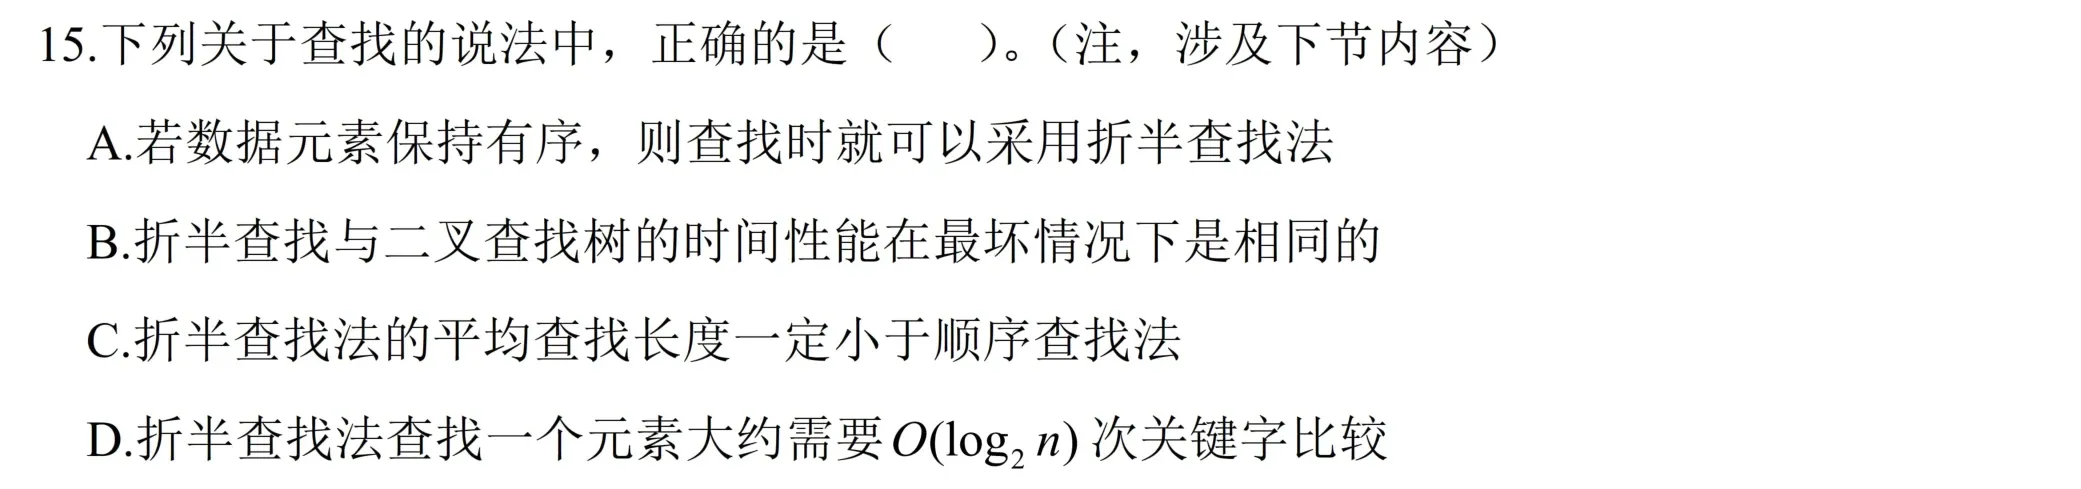 15.下列关于查找的说法中，正确的是（　　）。（注，涉及下节内容）
A.若数据元素保持有序，则查找时就可以采用折半查找法
B.折半查找与二叉查找树的时间性能在最坏情况下是相同的
C.折半查找法的平均查找长度一定小于顺序查找法
D.折半查找法查找一个元素大约需要O(log₂ n)次关键字比较